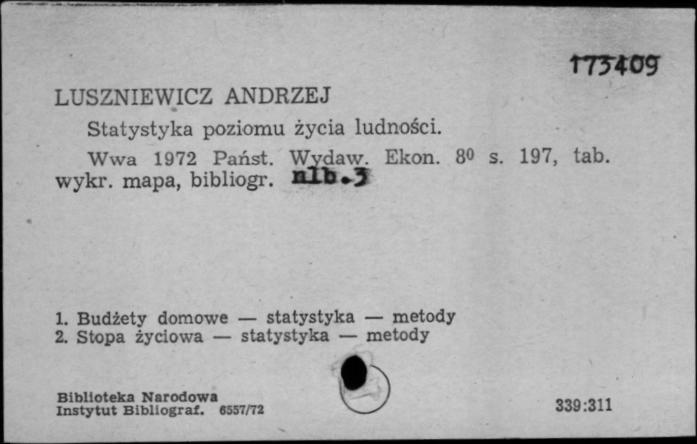 173409
LUSZNIEWICZ ANDRZEJ
Statystyka poziomu życia ludności.
Wwa 1972 Państ. Wydaw. Ekon. 8⁰ s. 197, tab.
wykr. mapa, bibliogr. nlb.3
1. Budżety domowe — statystyka — metody
2. Stopa życiowa — statystyka — metody
Biblioteka Narodowa
Instytut Bibliograf. 6557/72
339:311